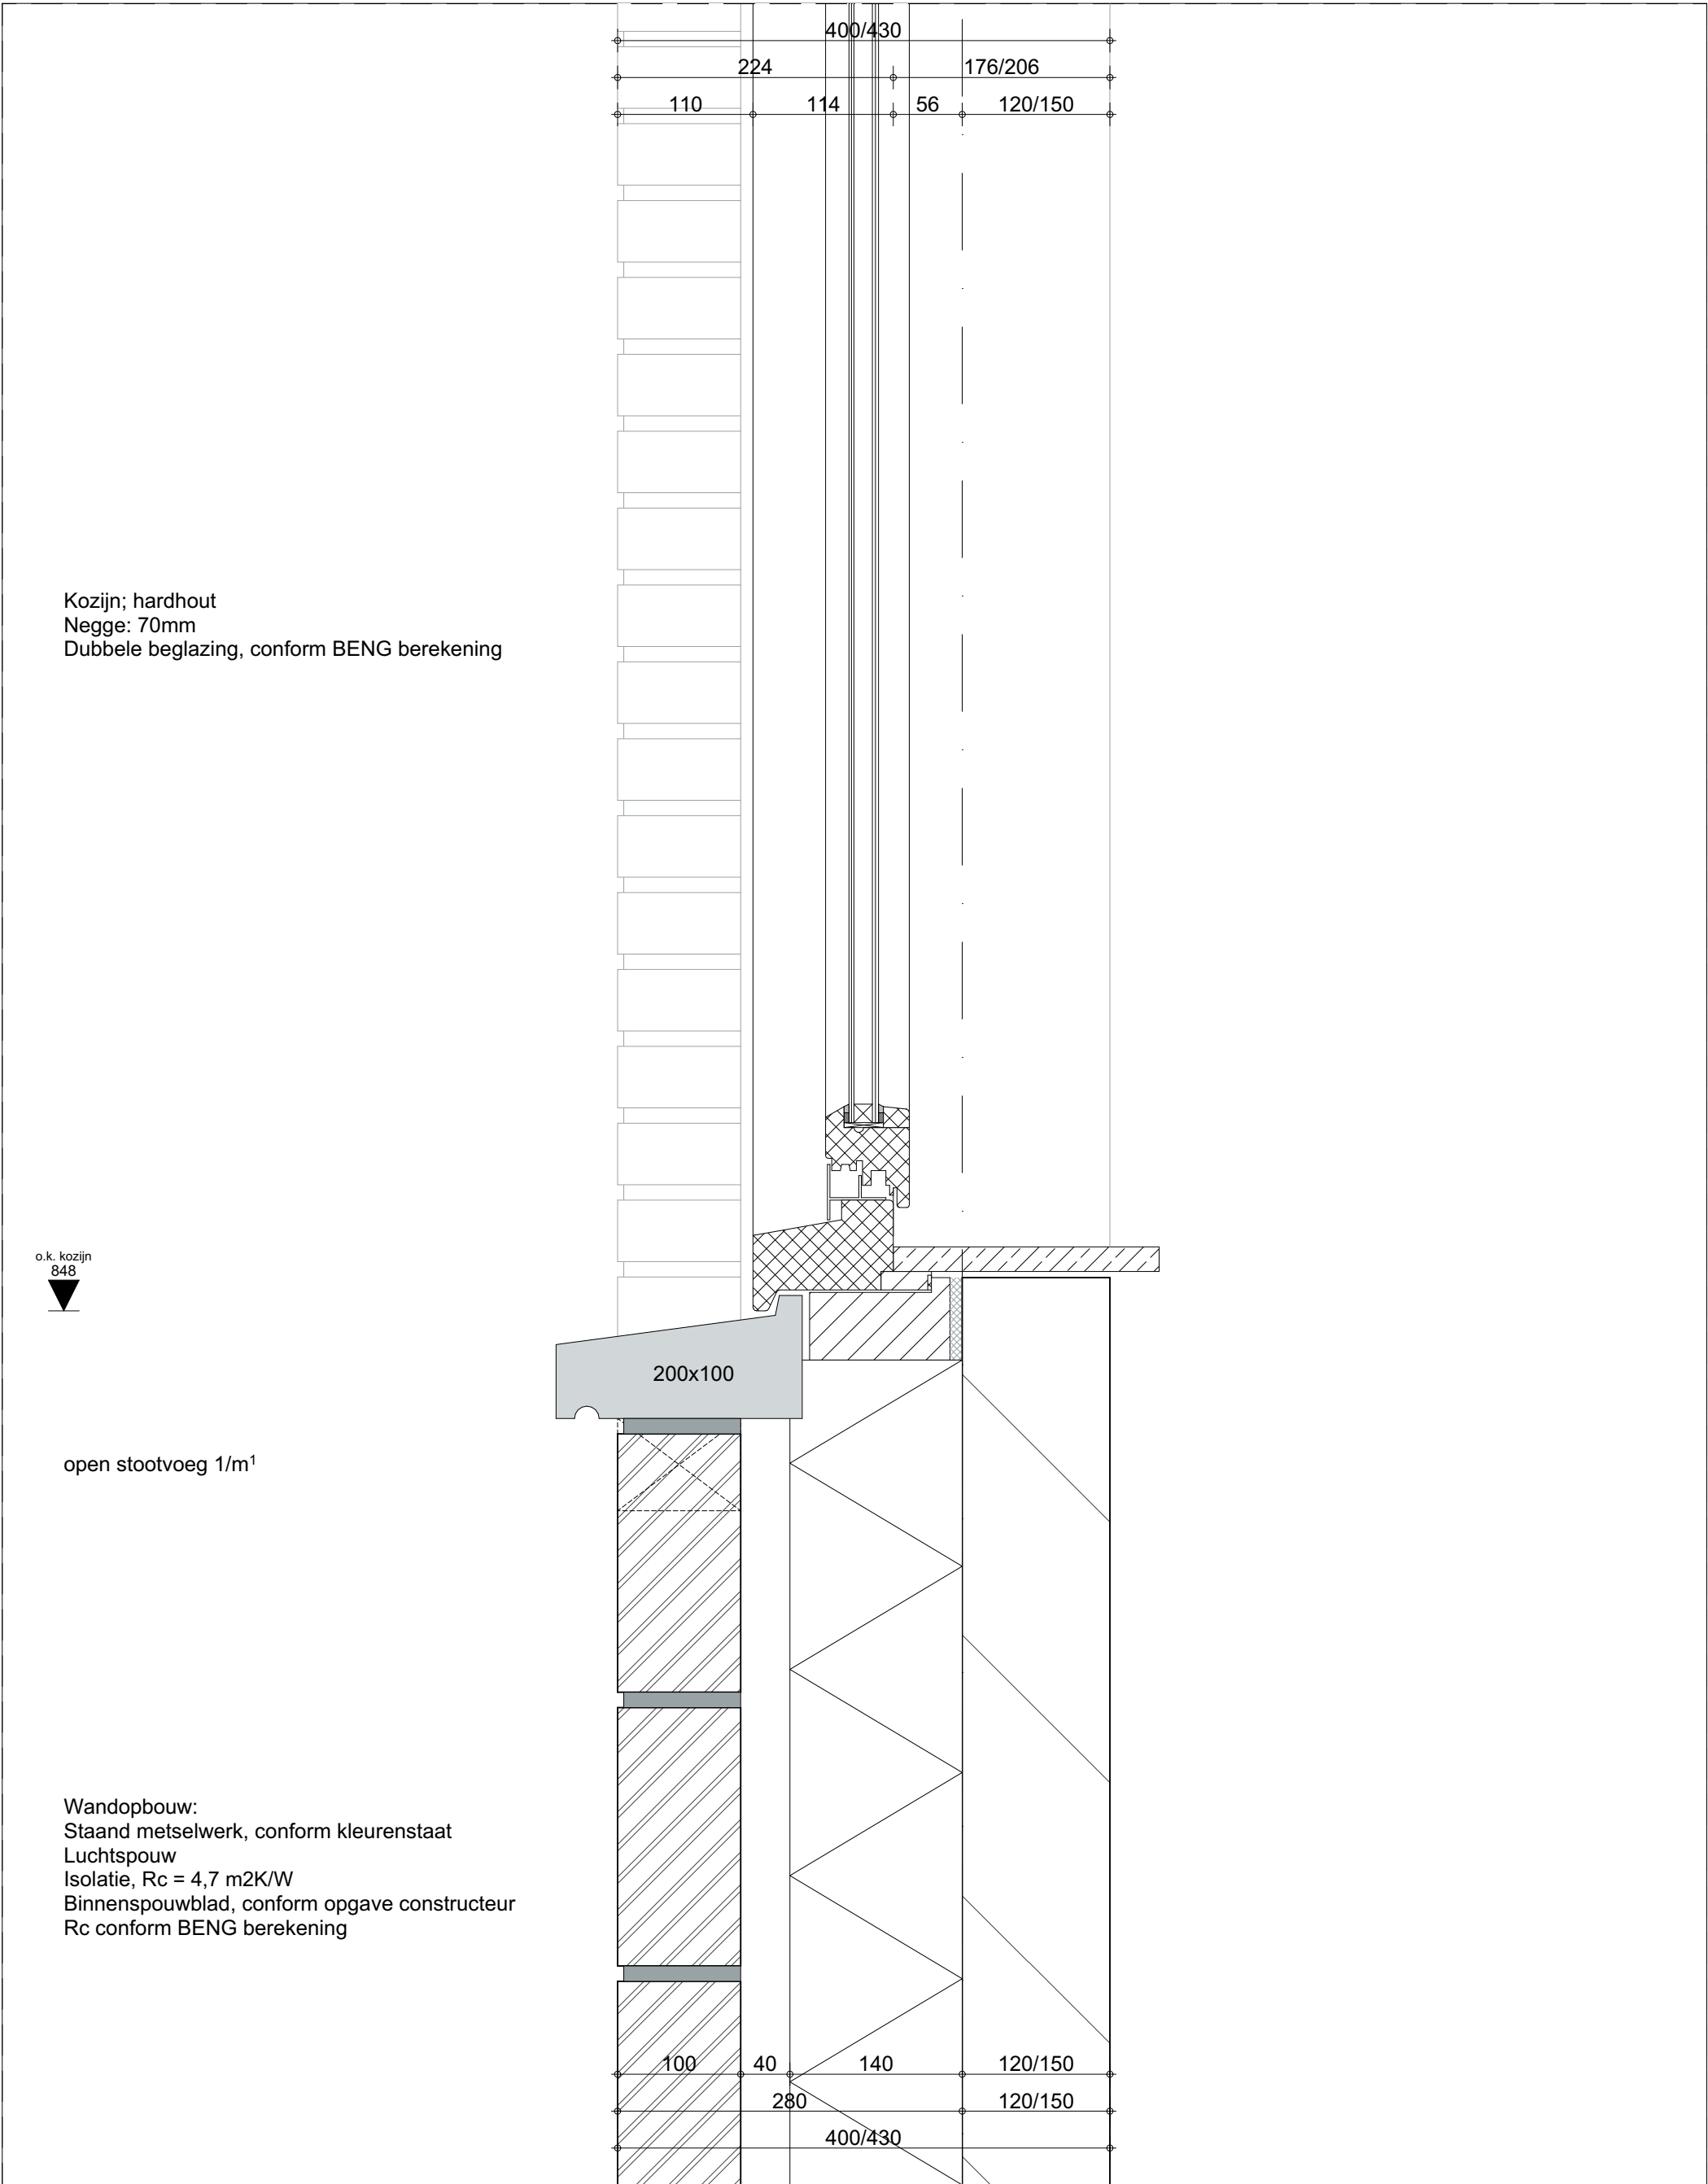 400/430
224 176/206
110 114 56 120/150
Kozijn; hardhout
Negge: 70mm
Dubbele beglazing, conform BENG berekening
o.k. kozijn
848
200x100
open stootvoeg 1/m¹
Wandopbouw:
Staand metselwerk, conform kleurenstaat
Luchtspouw
Isolatie, Rc = 4,7 m2K/W
Binnenspouwblad, conform opgave constructeur
Rc conform BENG berekening
100 40 140 120/150
280 120/150
400/430